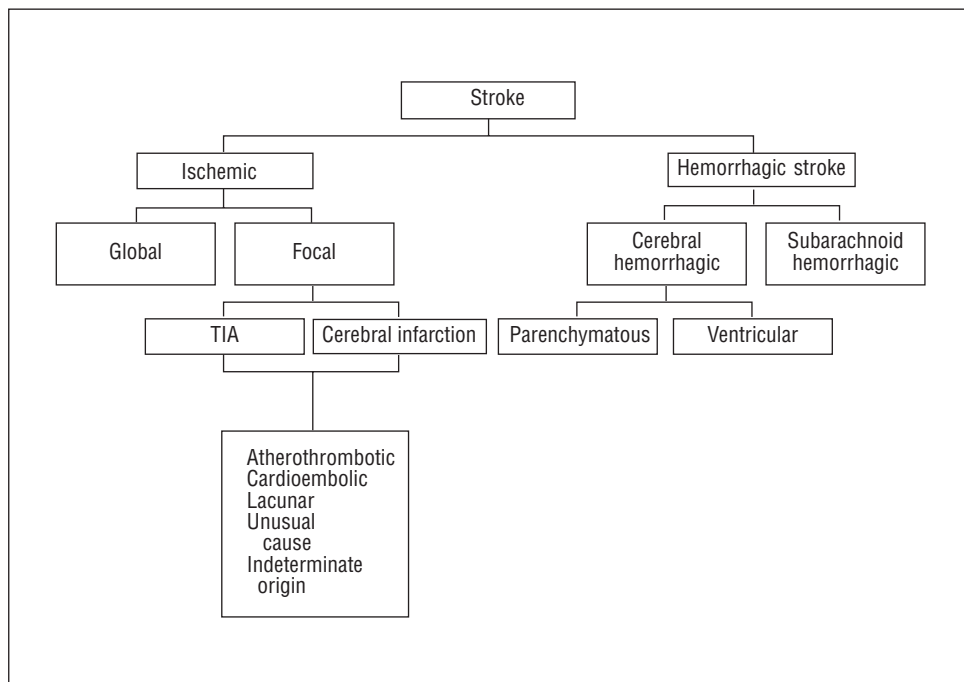 Stroke
Ischemic
Hemorrhagic stroke
Global
Focal
Cerebral
hemorrhagic
Subarachnoid
hemorrhagic
TIA
Cerebral infarction
Parenchymatous
Ventricular
Atherothrombotic
Cardioembolic
Lacunar
Unusual
cause
Indeterminate
origin